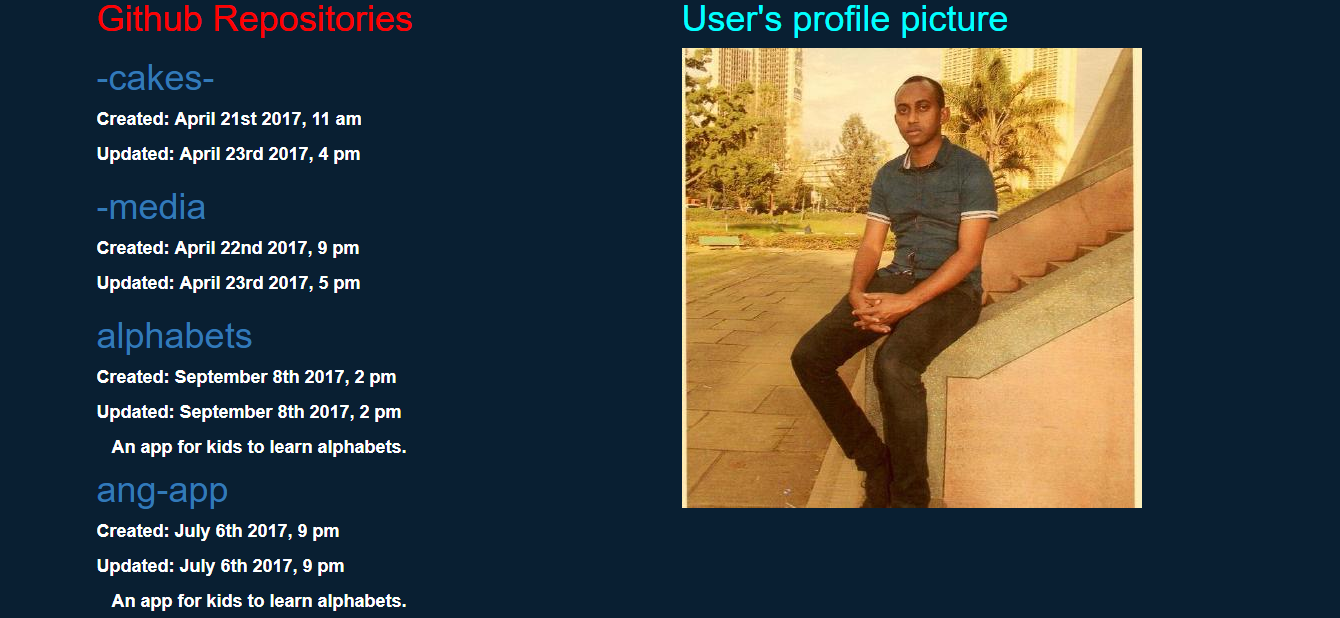 Github Repositories
-cakes-
Created: April 21st 2017, 11 am
Updated: April 23rd 2017, 4 pm
-media
Created: April 22nd 2017, 9 pm
Updated: April 23rd 2017, 5 pm
alphabets
Created: September 8th 2017, 2 pm
Updated: September 8th 2017, 2 pm
An app for kids to learn alphabets.
ang-app
Created: July 6th 2017, 9 pm
Updated: July 6th 2017, 9 pm
An app for kids to learn alphabets.
User's profile picture